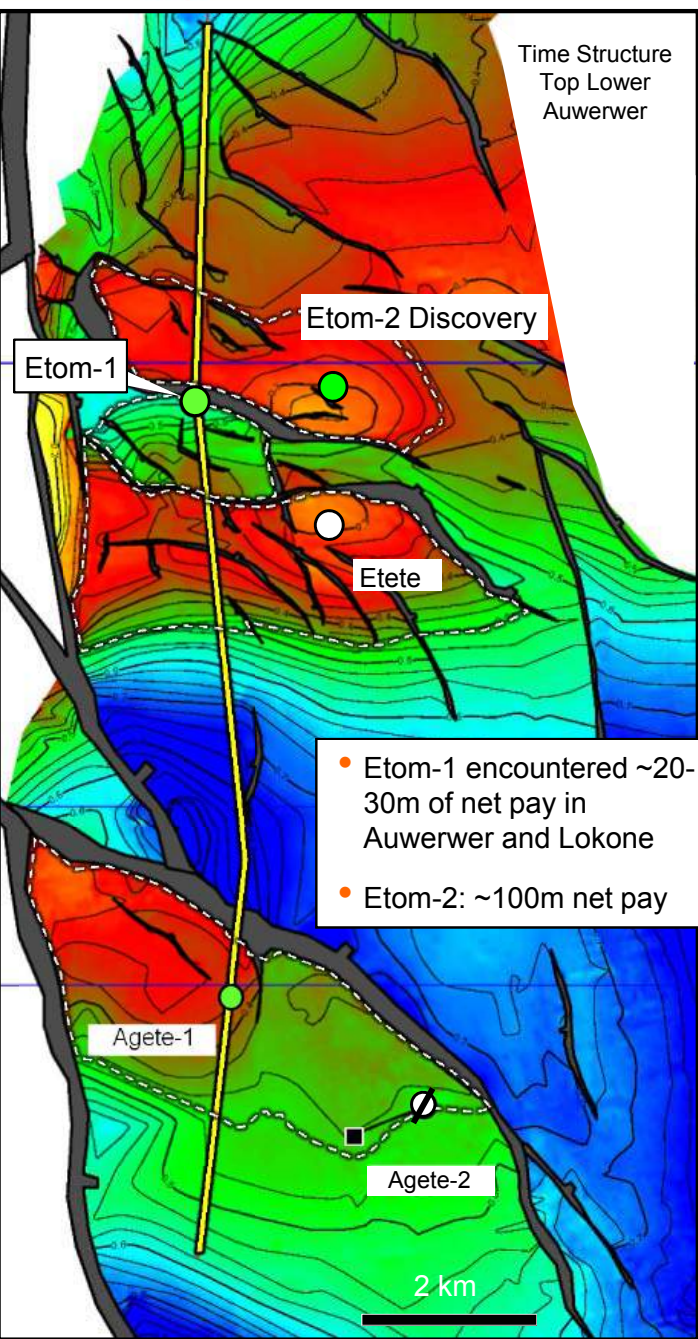 Time Structure
Top Lower
Auwerwer
Etom-2 Discovery
Etom-1
Etete
• Etom-1 encountered ~20-
30m of net pay in
Auwerwer and Lokone
• Etom-2: ~100m net pay
Agete-1
Agete-2
2 km